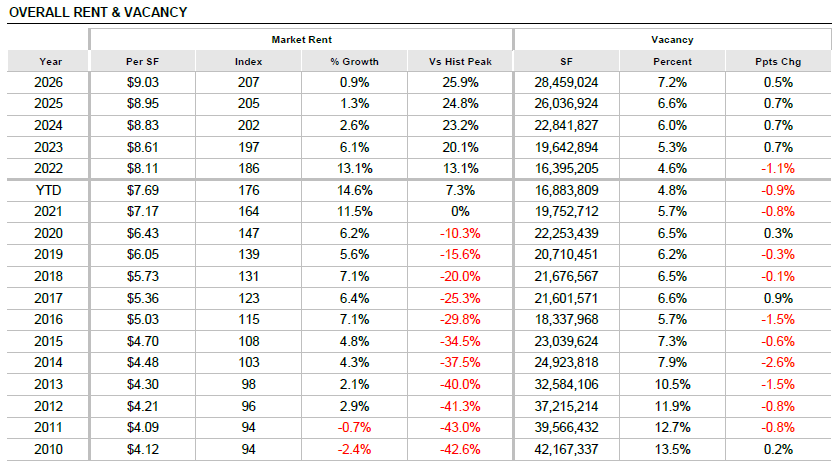 OVERALL RENT & VACANCY
Market Rent Vacancy
Year Per SF Index % Growth Vs Hist Peak SF Percent Ppts Chg
2026 $9.03 207 0.9% 25.9% 28,459,024 7.2% 0.5%
2025 $8.95 205 1.3% 24.8% 26,036,924 6.6% 0.7%
2024 $8.83 202 2.6% 23.2% 22,841,827 6.0% 0.7%
2023 $8.61 197 6.1% 20.1% 19,642,894 5.3% 0.7%
2022 $8.11 186 13.1% 13.1% 16,395,205 4.6% -1.1%
YTD $7.69 176 14.6% 7.3% 16,883,809 4.8% -0.9%
2021 $7.17 164 11.5% 0% 19,752,712 5.7% -0.8%
2020 $6.43 147 6.2% -10.3% 22,253,439 6.5% 0.3%
2019 $6.05 139 5.6% -15.6% 20,710,451 6.2% -0.3%
2018 $5.73 131 7.1% -20.0% 21,676,567 6.5% -0.1%
2017 $5.36 123 6.4% -25.3% 21,601,571 6.6% 0.9%
2016 $5.03 115 7.1% -29.8% 18,337,968 5.7% -1.5%
2015 $4.70 108 4.8% -34.5% 23,039,624 7.3% -0.6%
2014 $4.48 103 4.3% -37.5% 24,923,818 7.9% -2.6%
2013 $4.30 98 2.1% -40.0% 32,584,106 10.5% -1.5%
2012 $4.21 96 2.9% -41.3% 37,215,214 11.9% -0.8%
2011 $4.09 94 -0.7% -43.0% 39,566,432 12.7% -0.8%
2010 $4.12 94 -2.4% -42.6% 42,167,337 13.5% 0.2%